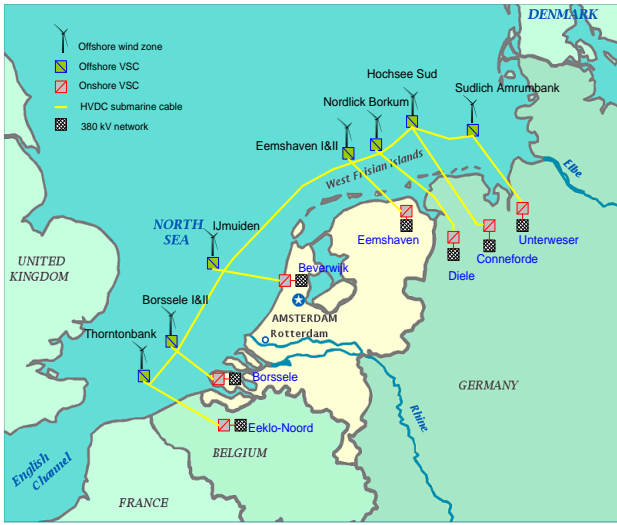 DENMARK
Offshore wind zone
Offshore VSC
Onshore VSC
HVDC submarine cable
380 kV network
Hochsee Sud
Nordlick Borkum
Sudlich Amrumbank
Eemshaven I&II
West Frisian islands
Elbe
NORTH
SEA
IJmuiden
Eemshaven
Unterweser
Conneforde
Diele
UNITED
KINGDOM
Beverwijk
Borssele I&II
AMSTERDAM
Rotterdam
Thorntonbank
Borssele
GERMANY
Rhine
Eeklo-Noord
BELGIUM
English
Channel
FRANCE